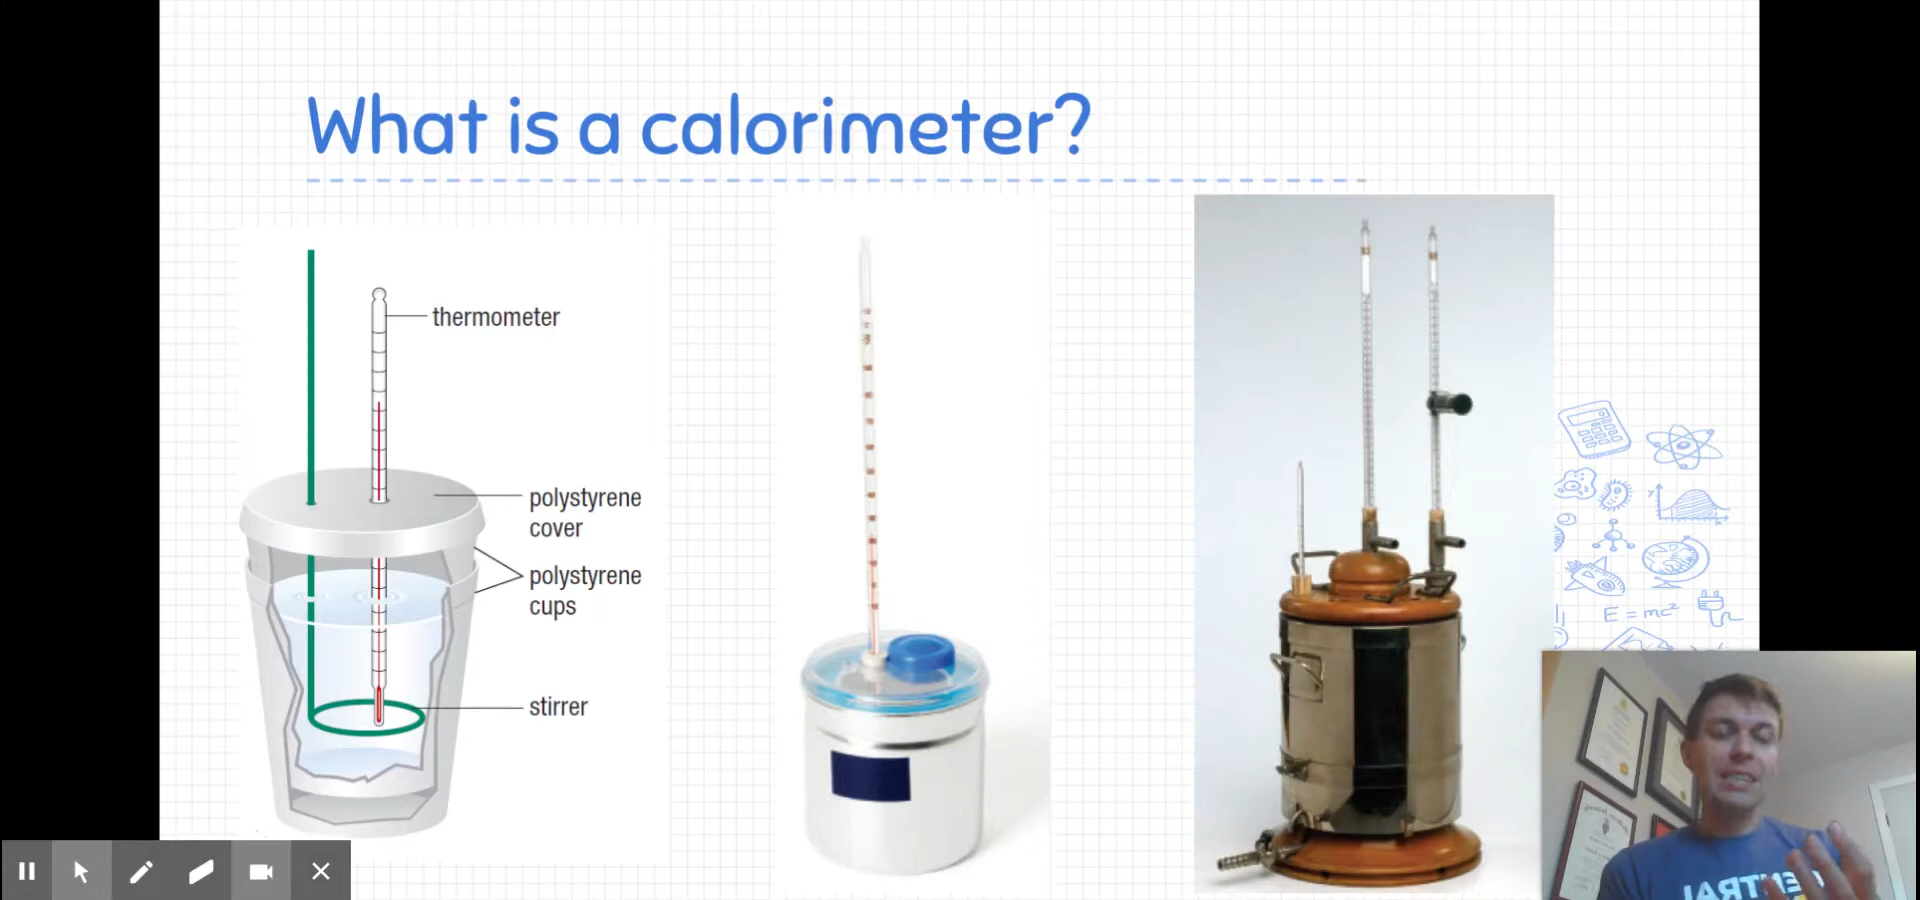 What is a calorimeter?
thermometer
polystyrene
cover
polystyrene
cups
stirrer
E = mc²